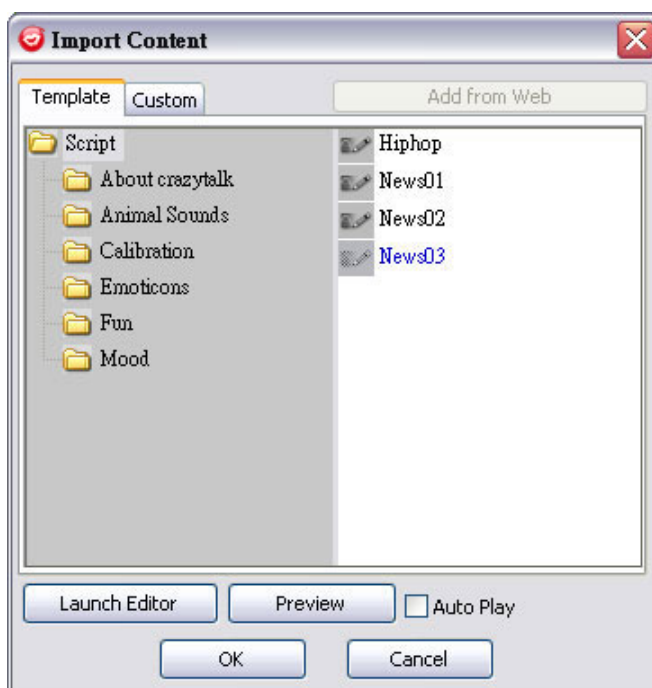 Import Content
Template
Custom
Add from Web
Script
About crazytalk
Animal Sounds
Calibration
Emoticons
Fun
Mood
Hiphop
News01
News02
News03
Launch Editor
Preview
Auto Play
OK
Cancel